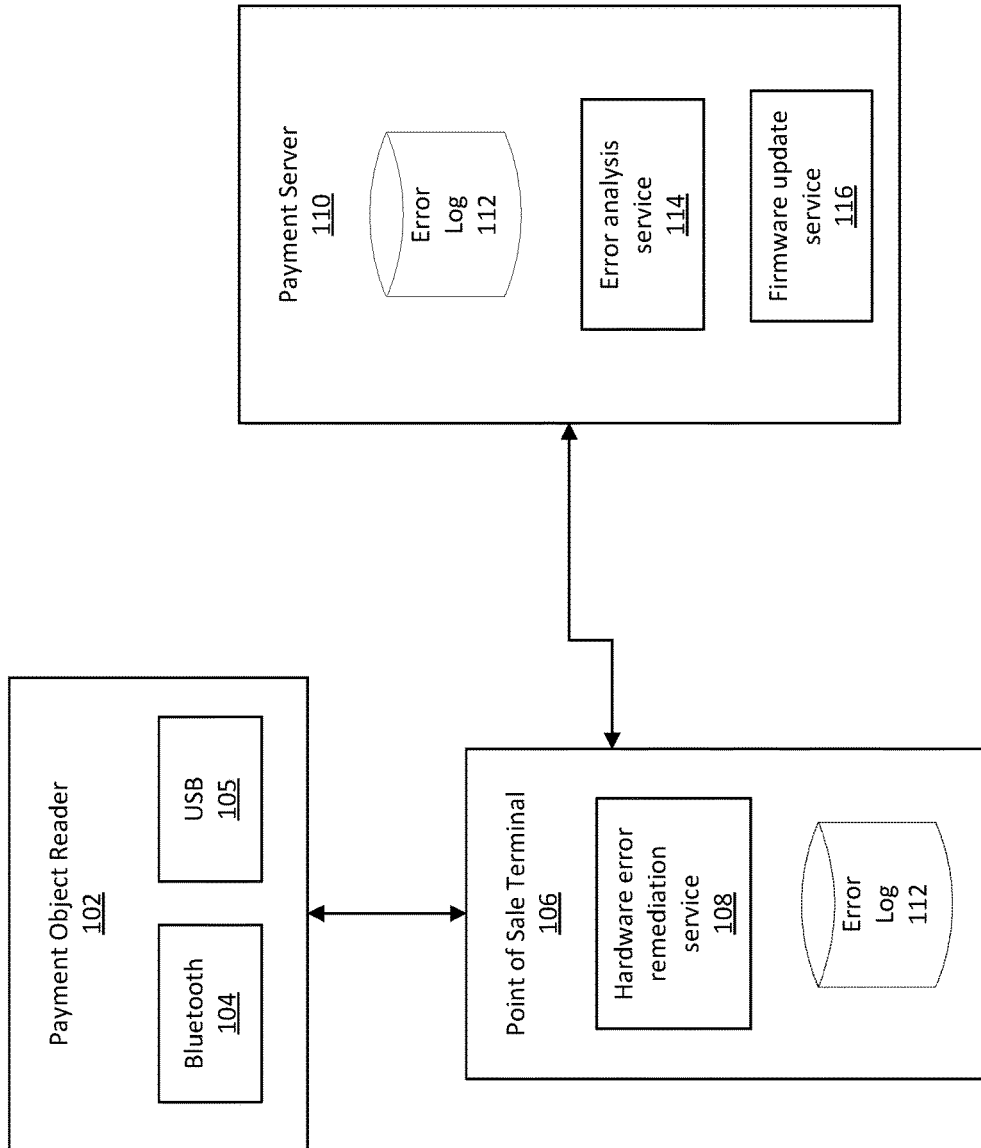 Payment Object Reader
102
Bluetooth
104
USB
105
Point of Sale Terminal
106
Hardware error
remediation
service
108
Error
Log
112
Payment Server
110
Error
Log
112
Error analysis
service
114
Firmware update
service
116